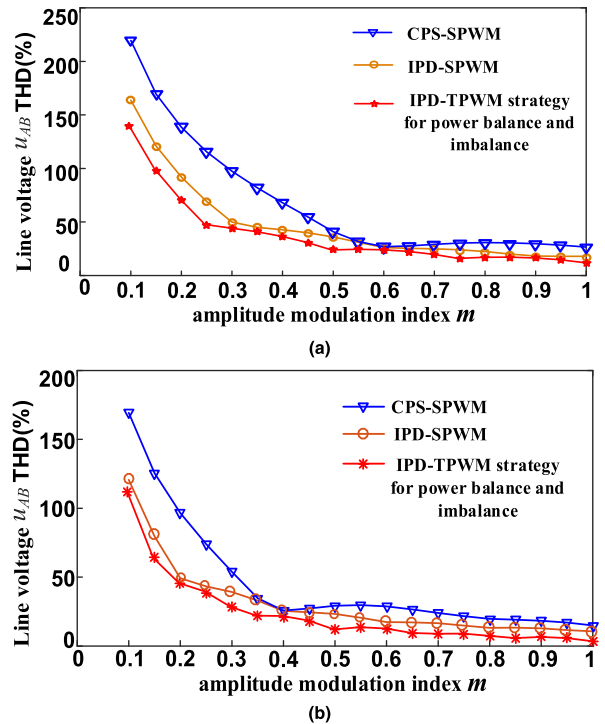 250
200
150
100
50
0
Line voltage u_AB THD(%)
CPS-SPWM
IPD-SPWM
IPD-TPWM strategy
for power balance and
imbalance
0 0.1 0.2 0.3 0.4 0.5 0.6 0.7 0.8 0.9 1
amplitude modulation index m
(a)
200
150
100
50
0
Line voltage u_AB THD(%)
CPS-SPWM
IPD-SPWM
IPD-TPWM strategy
for power balance and
imbalance
0 0.1 0.2 0.3 0.4 0.5 0.6 0.7 0.8 0.9 1
amplitude modulation index m
(b)